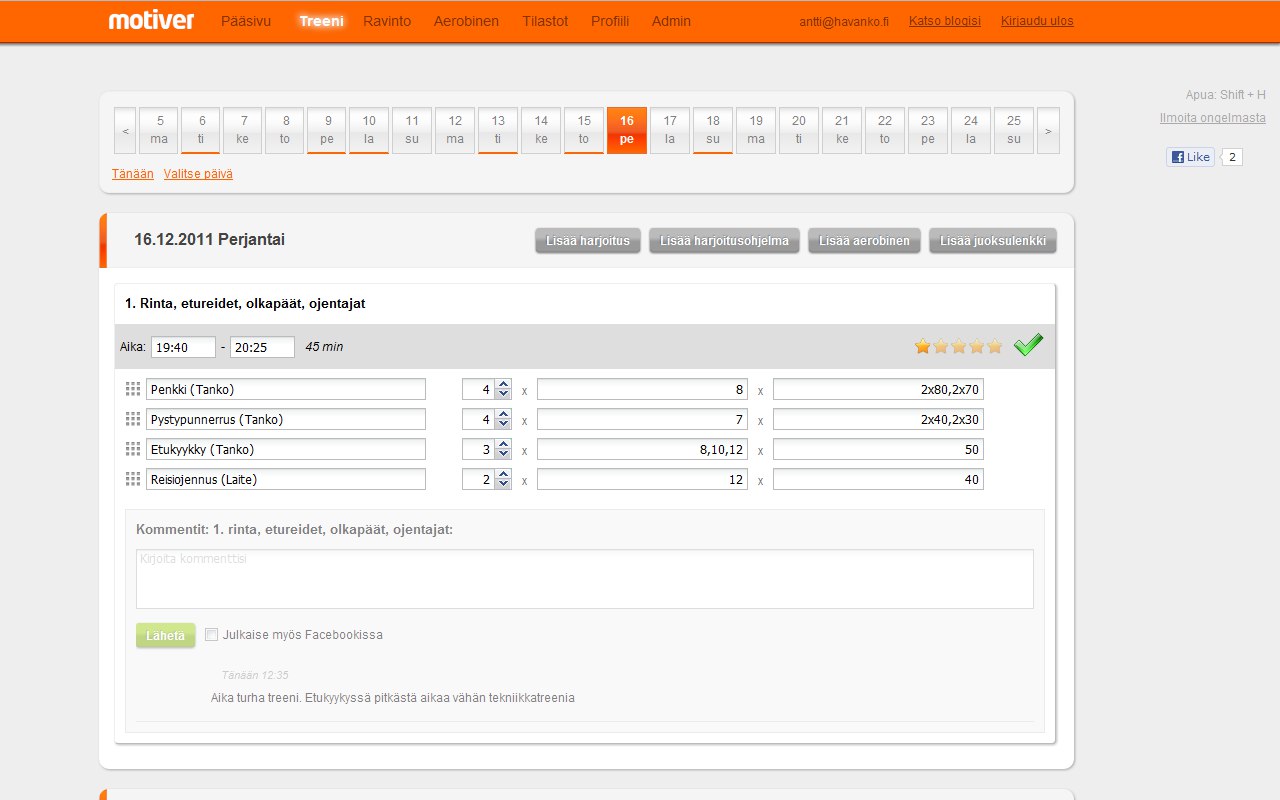 motiver Pääsivu Treeni Ravinto Aerobinen Tilastot Profiili Admin antti@havanko.fi Katso blogisi Kirjaudu ulos
Apua: Shift + H
Ilmoita ongelmasta
Like 2
< 5 6 7 8 9 10 11 12 13 14 15 16 17 18 19 20 21 22 23 24 25 >
ma ti ke to pe la su ma ti ke to pe la su ma ti ke to pe la su
Tänään Valitse päivä
16.12.2011 Perjantai Lisää harjoitus Lisää harjoitusohjelma Lisää aerobinen Lisää juoksulenkki
1. Rinta, etureidet, olkapäät, ojentajat
Aika: 19:40 - 20:25 45 min
Penkki (Tanko) 4 x 8 x 2x80,2x70
Pystypunnerrus (Tanko) 4 x 7 x 2x40,2x30
Etukyykky (Tanko) 3 x 8,10,12 x 50
Reisiojennus (Laite) 2 x 12 x 40
Kommentit: 1. rinta, etureidet, olkapäät, ojentajat:
Kirjoita kommenttisi
Lähetä Julkaise myös Facebookissa
Tänään 12:35
Aika turha treeni. Etukyykyssä pitkästä aikaa vähän tekniikkatreenia